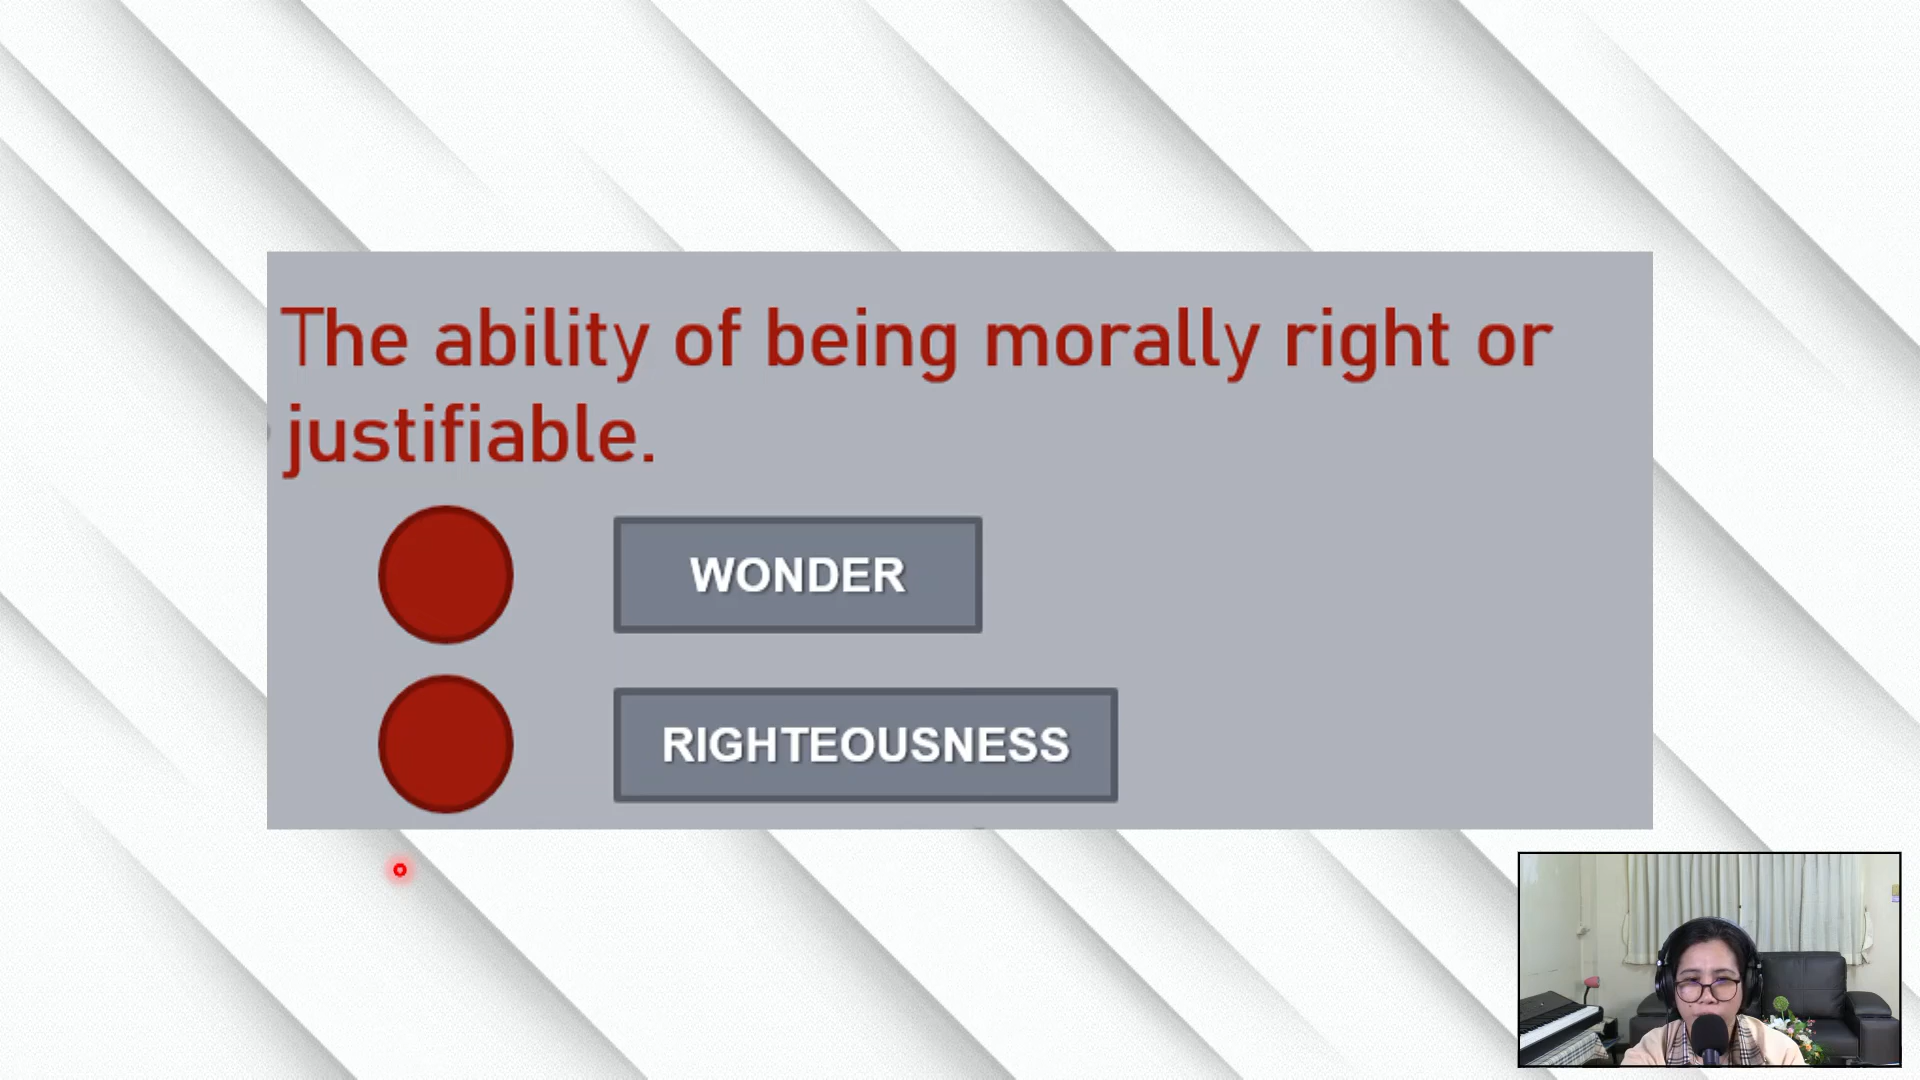 The ability of being morally right or
justifiable.
WONDER
RIGHTEOUSNESS